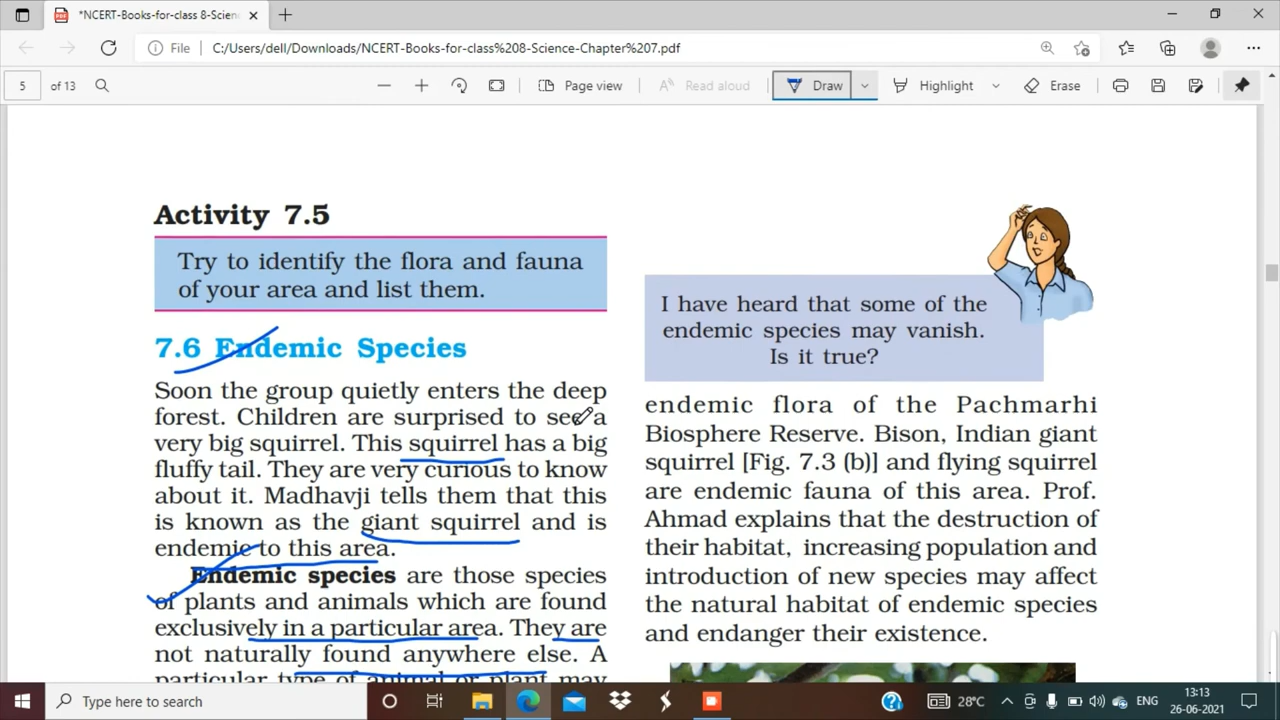 *NCERT-Books-for class 8-Scien
File
C:/Users/dell/Downloads/NCERT-Books-for-class%208-Science-Chapter%207.pdf
5 of 13
Page view
Read aloud
Draw
Highlight
Erase
Activity 7.5
Try to identify the flora and fauna
of your area and list them.
7.6 Endemic Species
Soon the group quietly enters the deep
forest. Children are surprised to see a
very big squirrel. This squirrel has a big
fluffy tail. They are very curious to know
about it. Madhavji tells them that this
is known as the giant squirrel and is
endemic to this area.
Endemic species are those species
of plants and animals which are found
exclusively in a particular area. They are
not naturally found anywhere else. A
particular type of animal or plant may
I have heard that some of the
endemic species may vanish.
Is it true?
endemic flora of the Pachmarhi
Biosphere Reserve. Bison, Indian giant
squirrel [Fig. 7.3 (b)] and flying squirrel
are endemic fauna of this area. Prof.
Ahmad explains that the destruction of
their habitat, increasing population and
introduction of new species may affect
the natural habitat of endemic species
and endanger their existence.
Type here to search
28°C
ENG
13:13
26-06-2021